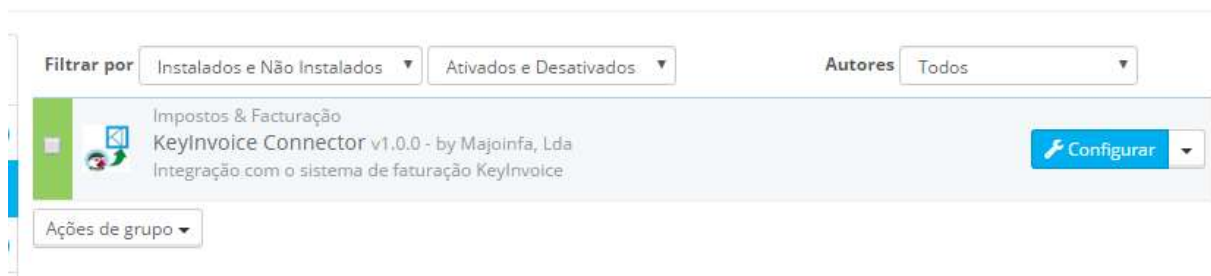 Filtrar por Instalados e Não Instalados Ativados e Desativados Autores Todos
Impostos & Facturação
KeyInvoice Connector v1.0.0 - by Majoinfa, Lda
Integração com o sistema de faturação KeyInvoice
Configurar
Ações de grupo